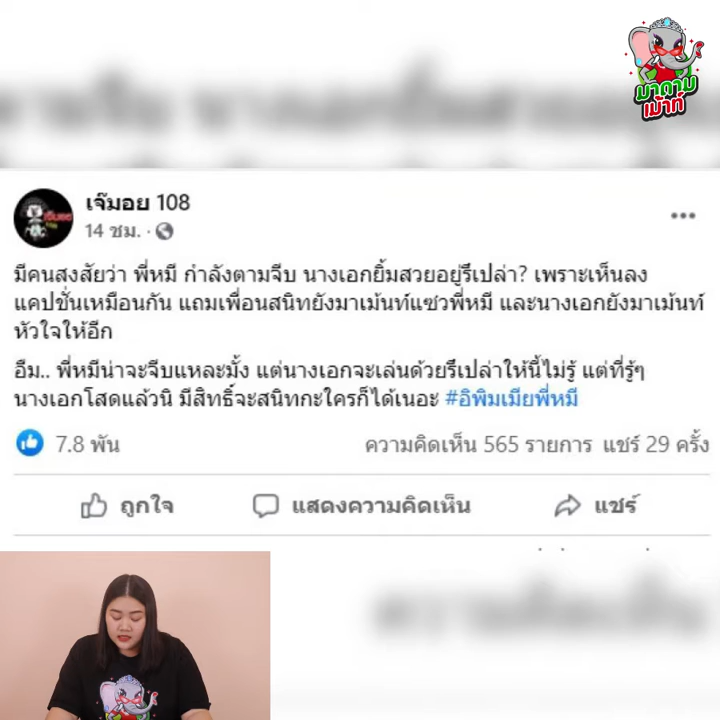 มาดาม
เม้าท์
เจ๊มอย 108
14 ชม. ·
มีคนสงสัยว่า พี่หมี กำลังตามจีบ นางเอกยิ้มสวยอยู่รึเปล่า? เพราะเห็นลง
แคปชั่นเหมือนกัน แถมเพื่อนสนิทยังมาเม้นท์แซวพี่หมี และนางเอกยังมาเม้นท์
หัวใจให้อีก
อืม.. พี่หมีน่าจะจีบแหละมั้ง แต่นางเอกจะเล่นด้วยรึเปล่าให้นี้ไม่รู้ แต่ที่รู้ๆ
นางเอกโสดแล้วนิ มีสิทธิ์จะสนิทกะใครก็ได้เนอะ #อิพิมเมียพี่หมี
7.8 พัน ความคิดเห็น 565 รายการ แชร์ 29 ครั้ง
ถูกใจ แสดงความคิดเห็น แชร์